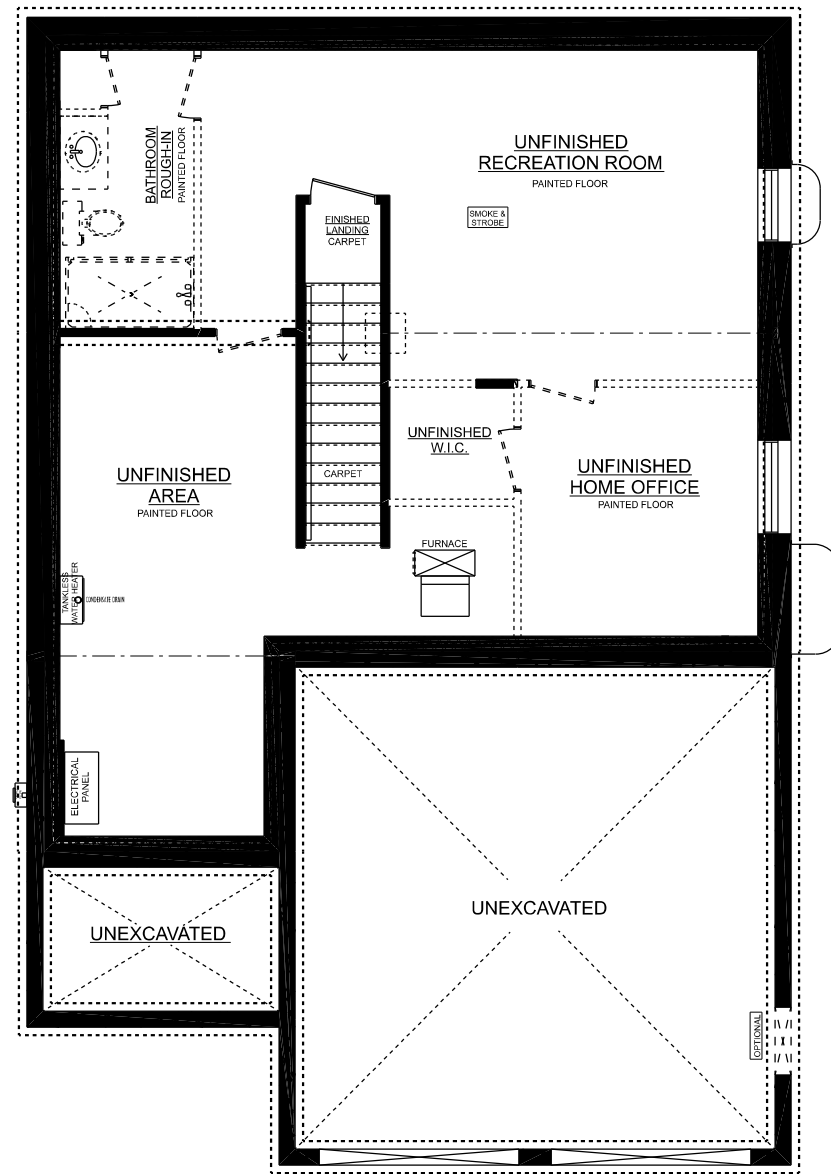 BATHROOM
ROUGH-IN
PAINTED FLOOR
UNFINISHED
RECREATION ROOM
PAINTED FLOOR
SMOKE &
STROBE
FINISHED
LANDING
CARPET
UNFINISHED
W.I.C.
UNFINISHED
AREA
PAINTED FLOOR
CARPET
UNFINISHED
HOME OFFICE
PAINTED FLOOR
FURNACE
TANKLESS
WATER HEATER
CONDENSATE DRAIN
ELECTRICAL
PANEL
UNEXCAVATED
UNEXCAVATED
OPTIONAL